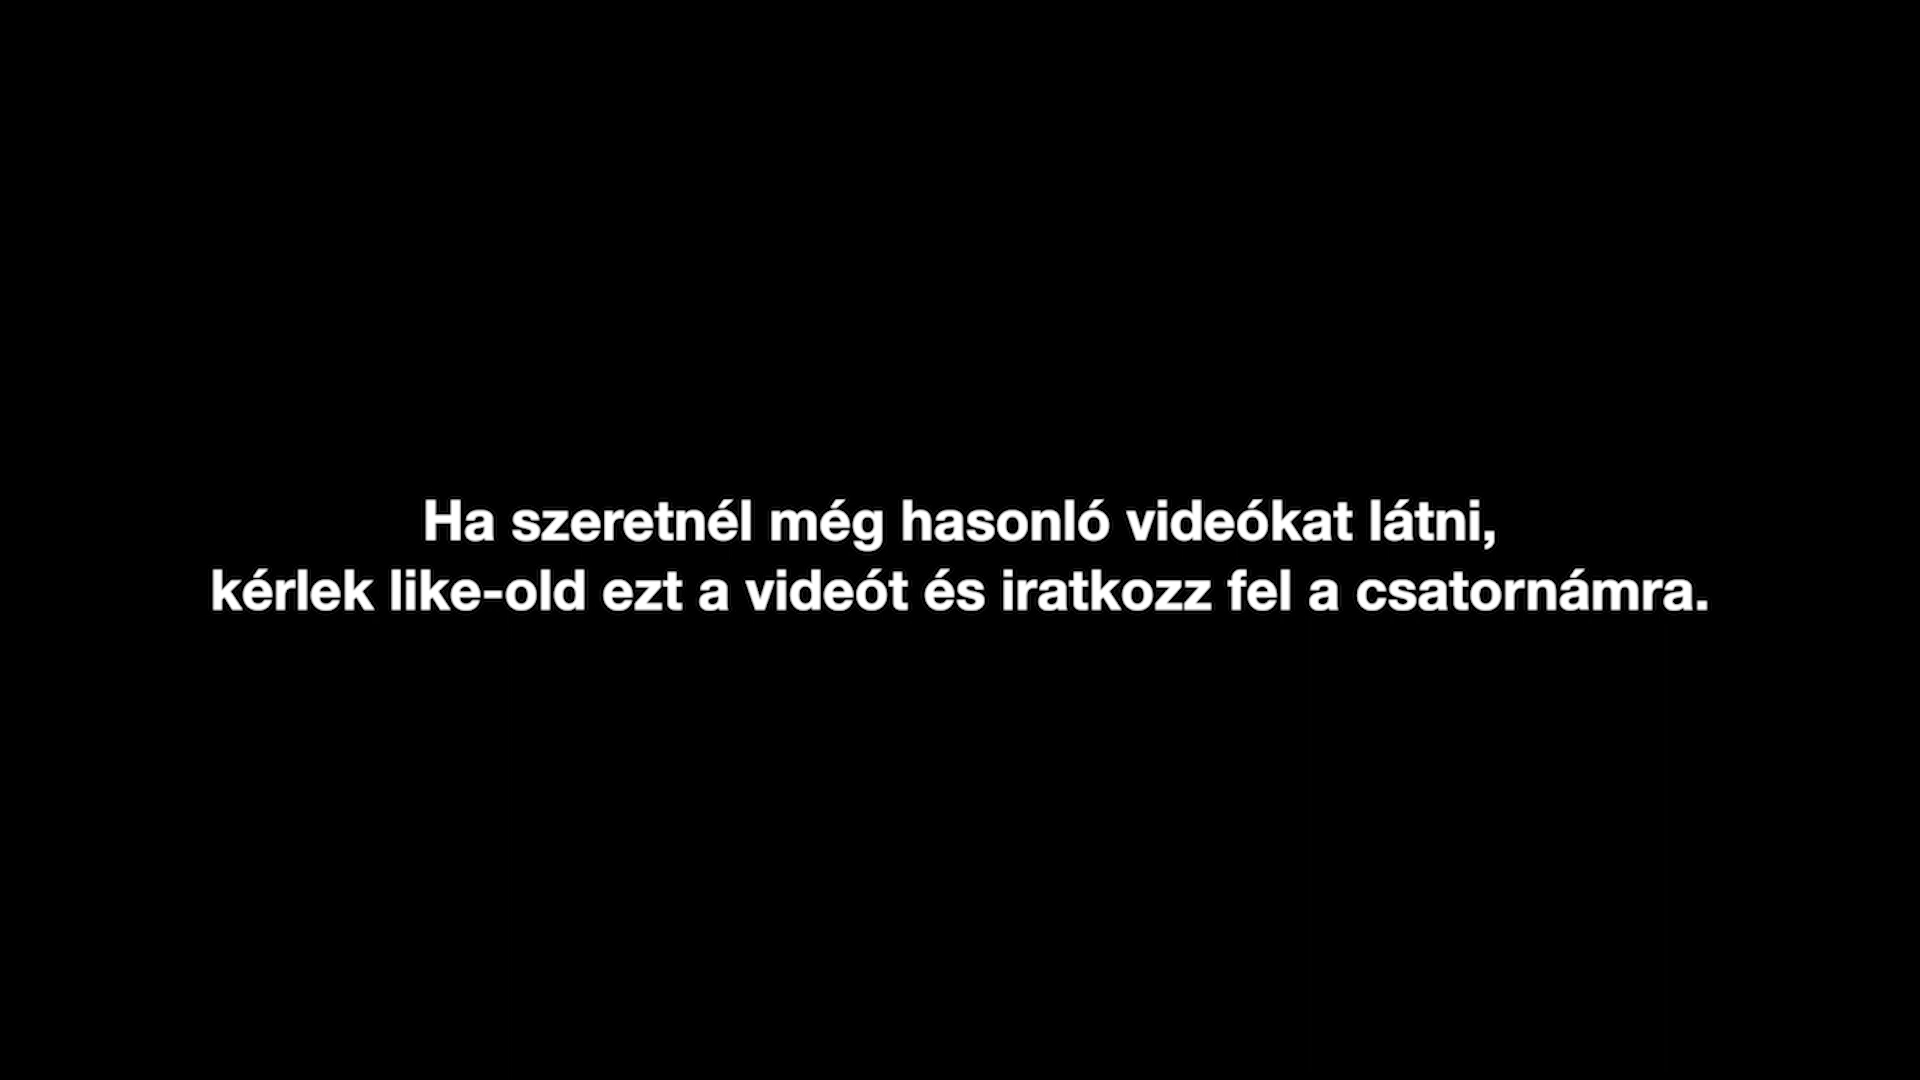 Ha szeretnél még hasonló videókat látni,
kérlek like-old ezt a videót és iratkozz fel a csatornámra.